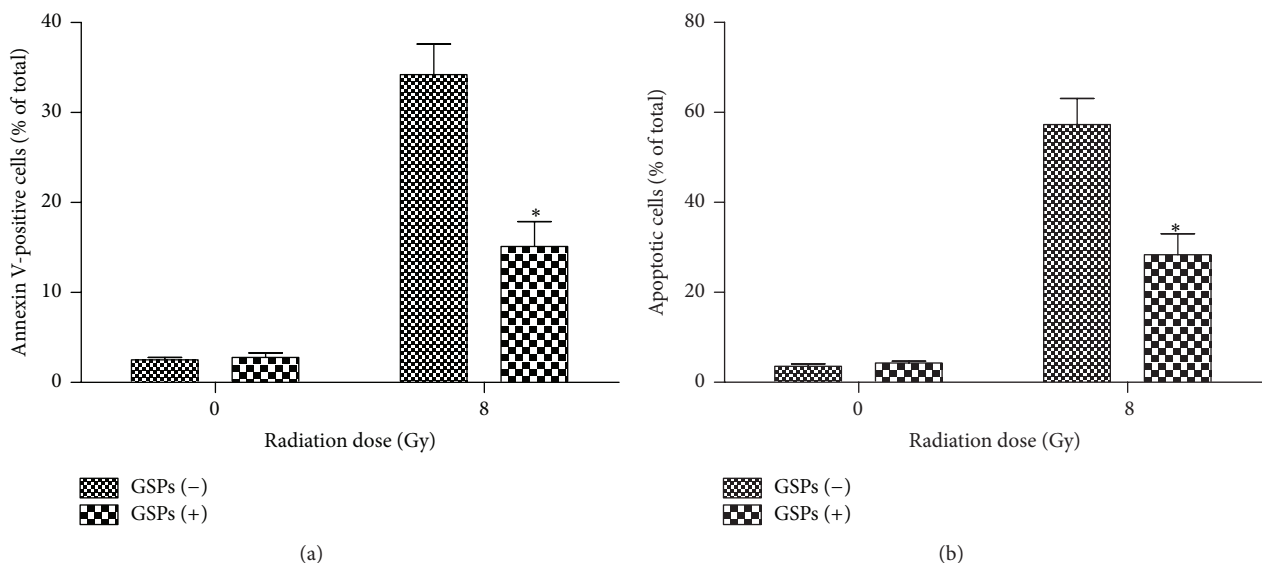 40
30
20
10
0
Annexin V-positive cells (% of total)
*
0
8
Radiation dose (Gy)
GSPs (−)
GSPs (+)
(a)
80
60
40
20
0
Apoptotic cells (% of total)
*
0
8
Radiation dose (Gy)
GSPs (−)
GSPs (+)
(b)